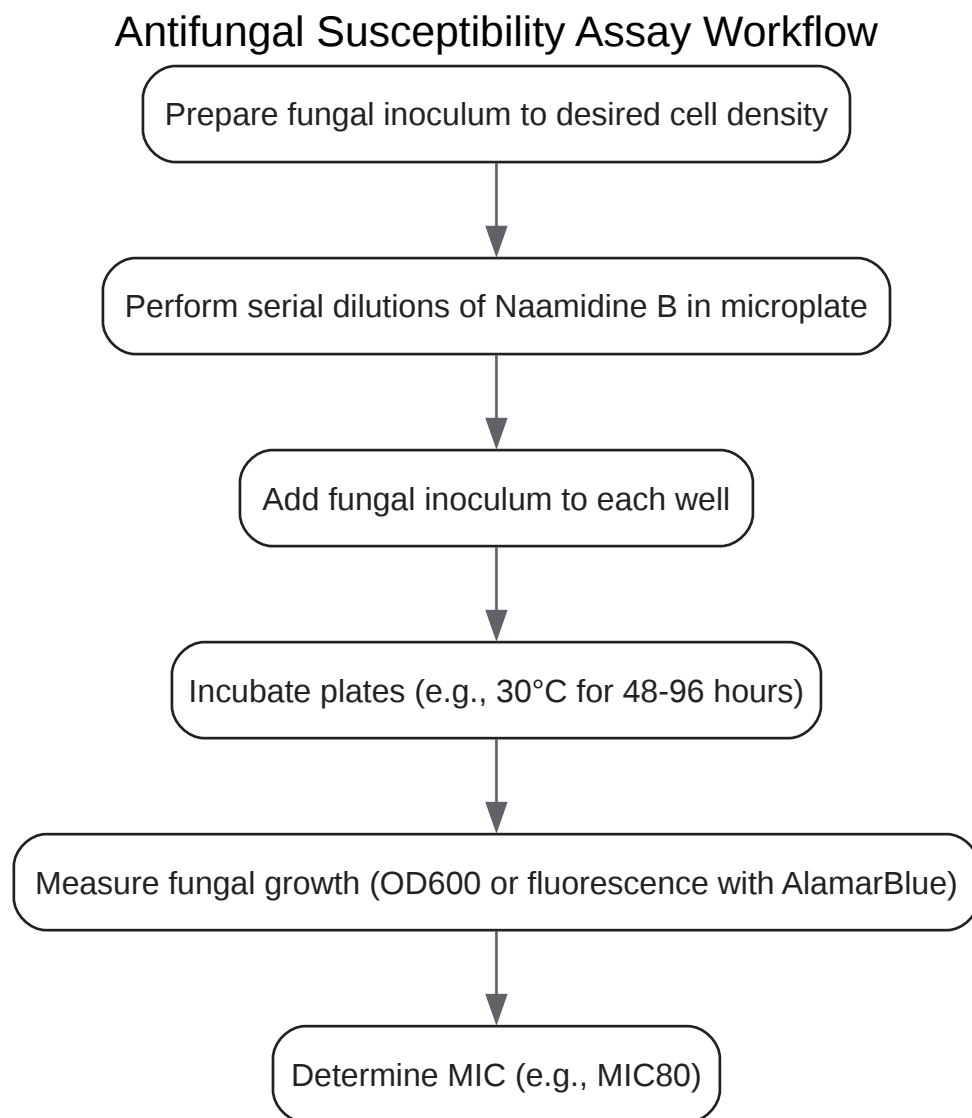 Antifungal Susceptibility Assay Workflow
Prepare fungal inoculum to desired cell density
Perform serial dilutions of Naamidine B in microplate
Add fungal inoculum to each well
Incubate plates (e.g., 30°C for 48-96 hours)
Measure fungal growth (OD600 or fluorescence with AlamarBlue)
Determine MIC (e.g., MIC80)